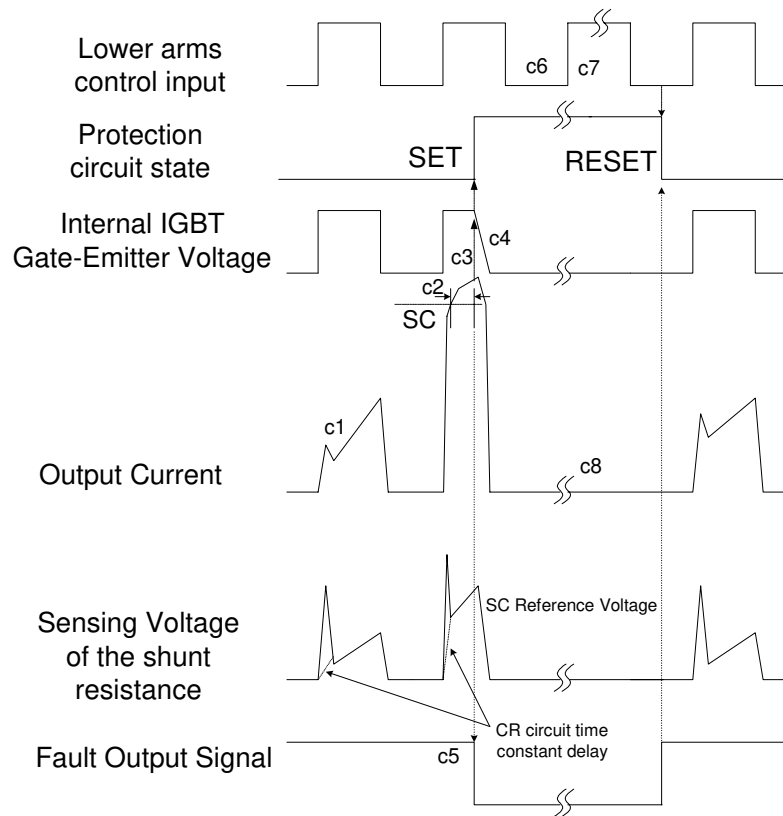 Lower arms
control input
c6
c7
Protection
circuit state
SET
RESET
Internal IGBT
Gate-Emitter Voltage
c3
c4
c2
SC
c1
Output Current
c8
SC Reference Voltage
Sensing Voltage
of the shunt
resistance
CR circuit time
constant delay
Fault Output Signal
c5